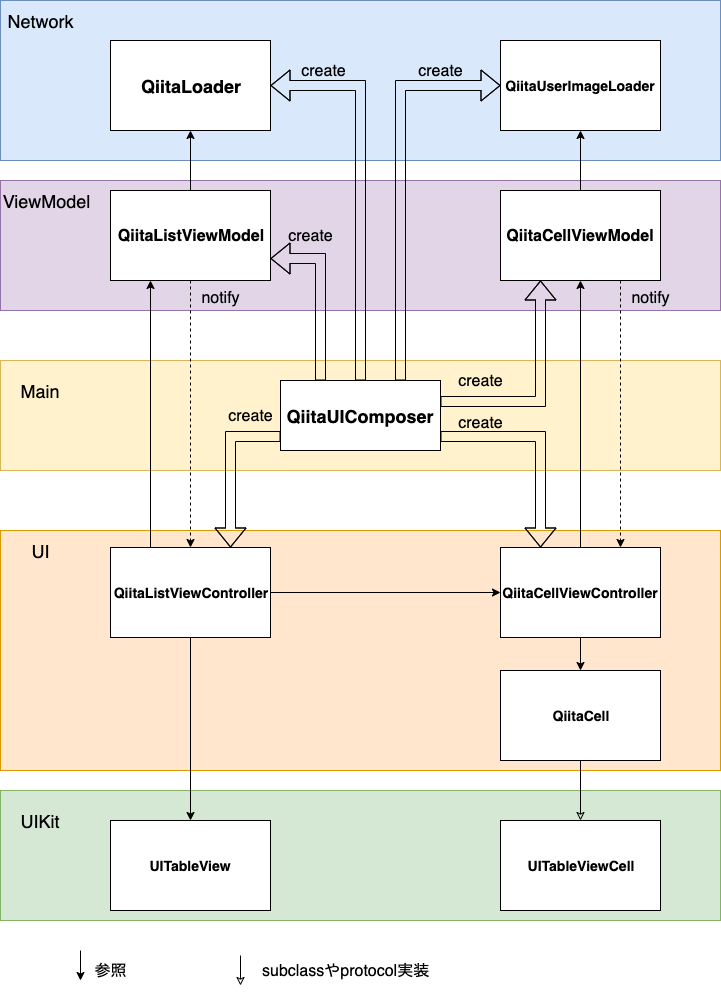 Network
QiitaLoader
create
create
QiitaUserImageLoader
ViewModel
QiitaListViewModel
create
QiitaCellViewModel
notify
notify
Main
create
QiitaUIComposer
create
create
UI
QiitaListViewController
QiitaCellViewController
QiitaCell
UIKit
UITableView
UITableViewCell
参照
subclassやprotocol実装